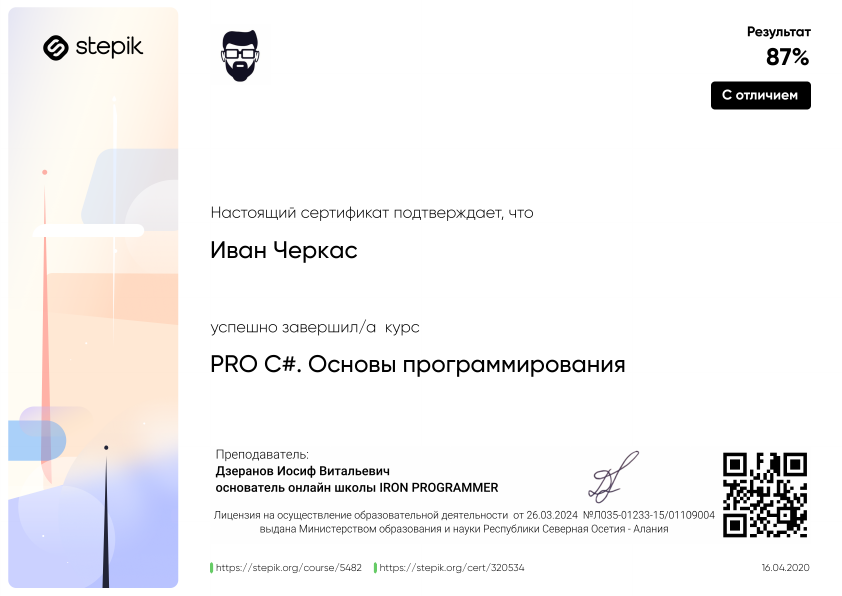 stepik
Результат
87%
С отличием
Настоящий сертификат подтверждает, что
Иван Черкас
успешно завершил/а курс
PRO C#. Основы программирования
Преподаватель:
Дзеранов Иосиф Витальевич
основатель онлайн школы IRON PROGRAMMER
Лицензия на осуществление образовательной деятельности от 26.03.2024 №Л035-01233-15/01109004
выдана Министерством образования и науки Республики Северная Осетия - Алания
https://stepik.org/course/5482 https://stepik.org/cert/320534 16.04.2020